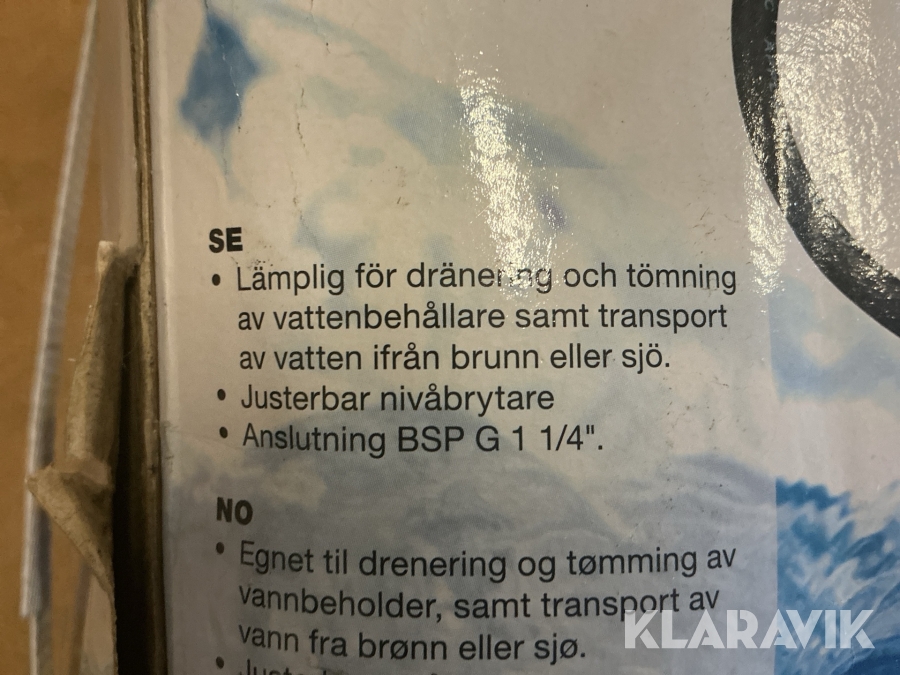 SE
• Lämplig för dränering och tömning
av vattenbehållare samt transport
av vatten ifrån brunn eller sjö.
• Justerbar nivåbrytare
• Anslutning BSP G 1 1/4".
NO
• Egnet til drenering og tømming av
vannbeholder, samt transport av
vann fra brønn eller sjø.
KLARAVIK